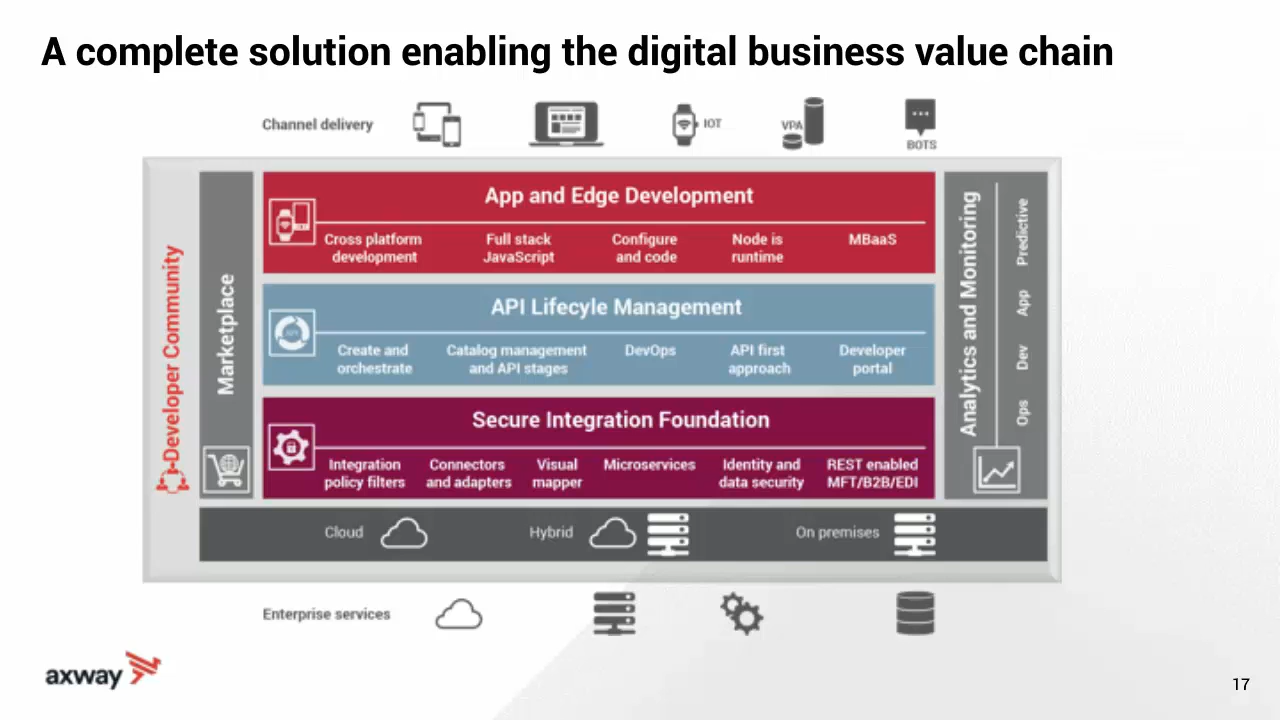 A complete solution enabling the digital business value chain
Channel delivery
IOT
VPA
BOTS
Developer Community
Marketplace
App and Edge Development
Cross platform
development
Full stack
JavaScript
Configure
and code
Node is
runtime
MBaaS
API Lifecyle Management
API
Create and
orchestrate
Catalog management
and API stages
DevOps
API first
approach
Developer
portal
Secure Integration Foundation
Integration
policy filters
Connectors
and adapters
Visual
mapper
Microservices
Identity and
data security
REST enabled
MFT/B2B/EDI
Analytics and Monitoring
Ops Dev App Predictive
Cloud
Hybrid
On premises
Enterprise services
axway
17